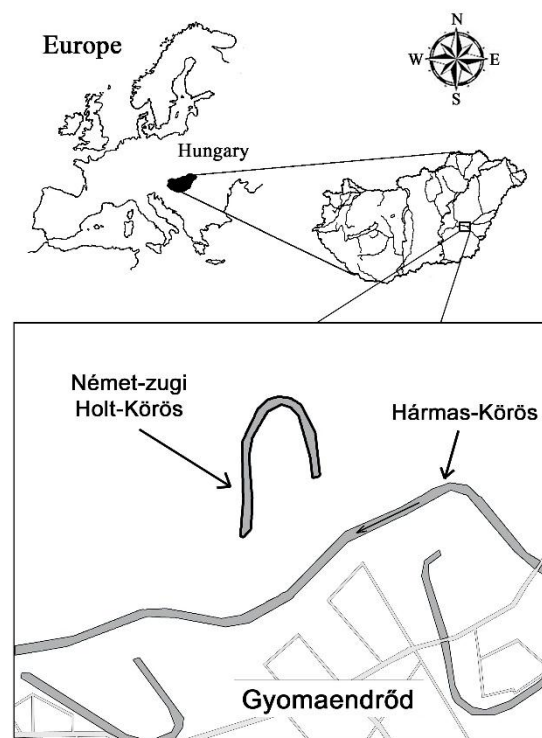 Europe
N
W
E
S
Hungary
Német-zugi
Holt-Körös
Hármas-Körös
Gyomaendrőd